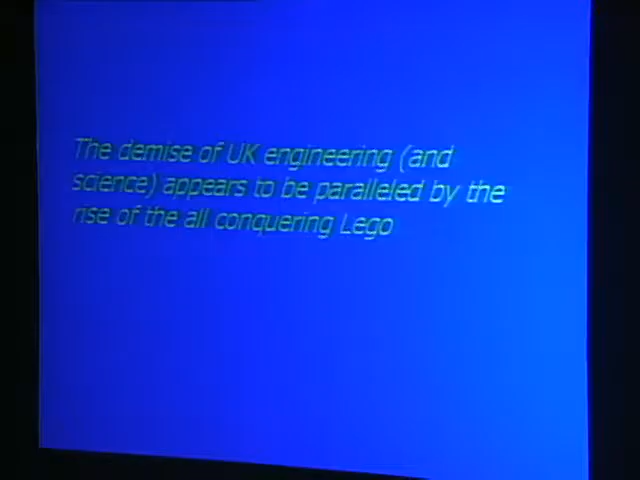 The demise of UK engineering (and
science) appears to be paralleled by the
rise of the all conquering Lego